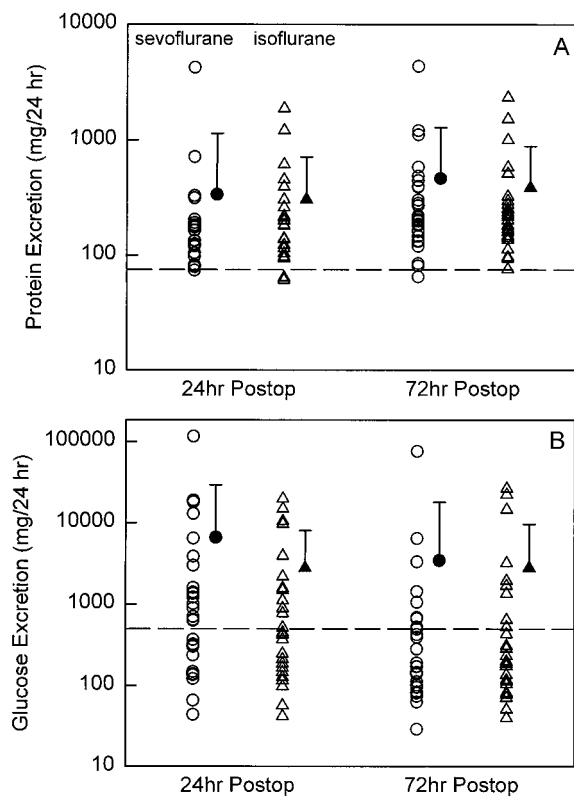 sevoflurane isoflurane A
10000
1000
100
10
Protein Excretion (mg/24 hr)
24hr Postop 72hr Postop
B
100000
10000
1000
100
10
Glucose Excretion (mg/24 hr)
24hr Postop 72hr Postop